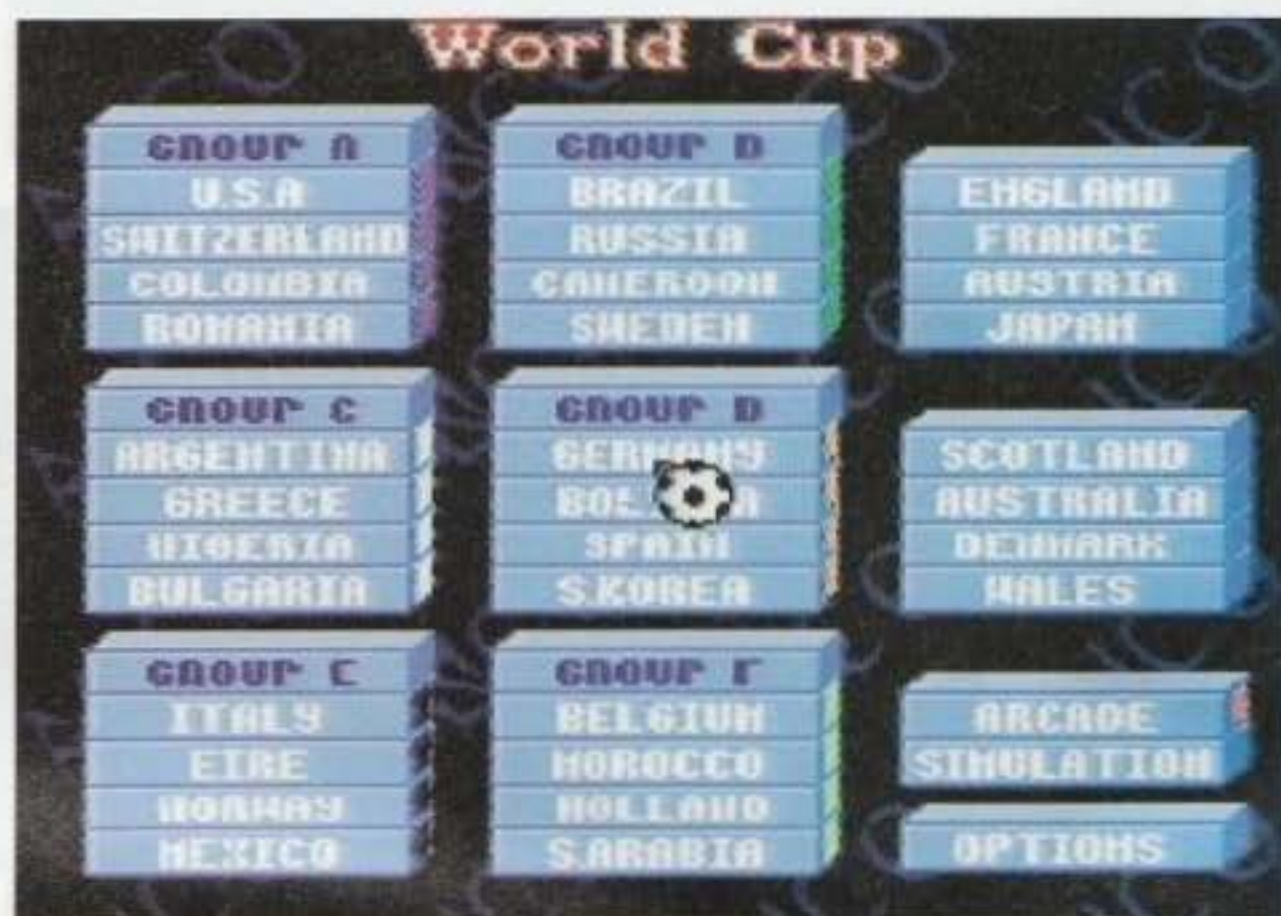 World Cup
GROUP A
U.S.A
SWITZERLAND
COLOMBIA
ROMANIA
GROUP B
BRAZIL
RUSSIA
CAMEROON
SWEDEN
ENGLAND
FRANCE
AUSTRIA
JAPAN
GROUP C
ARGENTINA
GREECE
NIGERIA
BULGARIA
GROUP D
GERMANY
SPAIN
S.KOREA
SCOTLAND
AUSTRALIA
DENMARK
WALES
GROUP E
ITALY
EIRE
NORWAY
MEXICO
GROUP F
BELGIUM
MOROCCO
HOLLAND
S.ARABIA
ARCADE
SIMULATION
OPTIONS